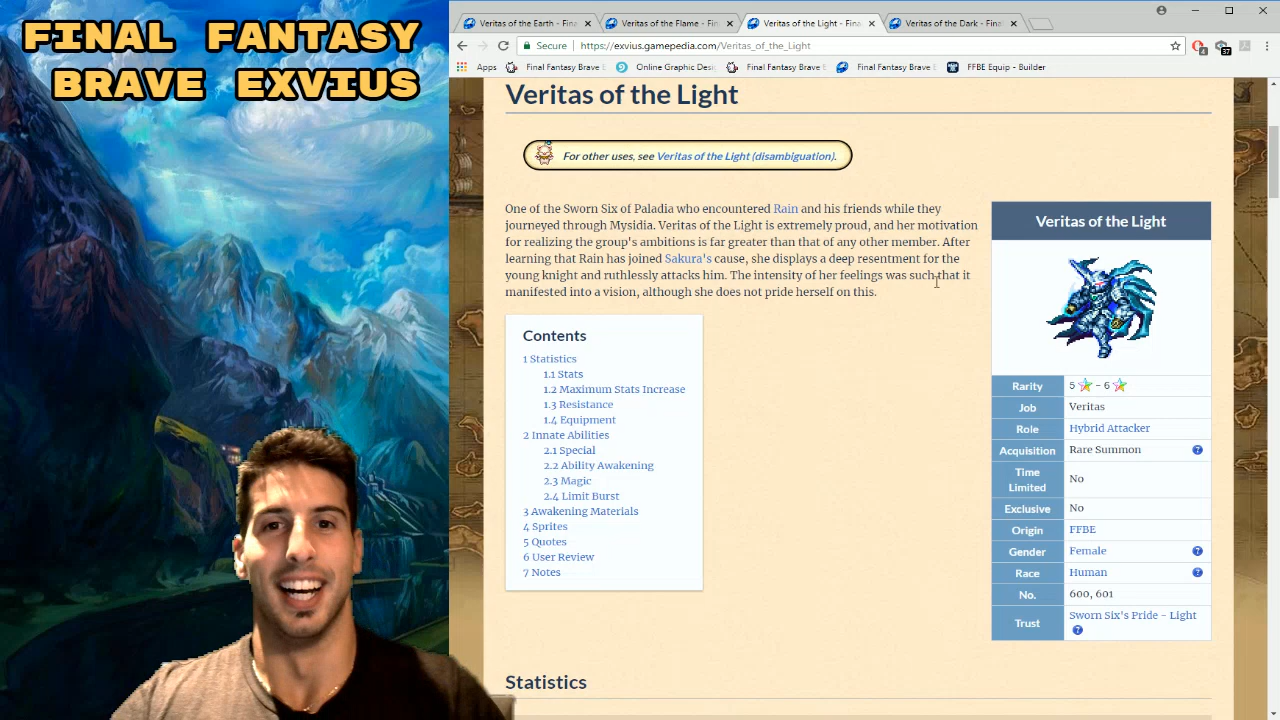 FINAL FANTASY
BRAVE EXVIUS
Veritas of the Earth - Fina
Veritas of the Flame - Fin
Veritas of the Light - Fina
Veritas of the Dark - Final
Secure
https://exvius.gamepedia.com/Veritas_of_the_Light
4
37
Apps
Final Fantasy Brave E
Online Graphic Desi
Final Fantasy Brave E
Final Fantasy Brave E
FFBE Equip - Builder
Veritas of the Light
For other uses, see Veritas of the Light (disambiguation).
One of the Sworn Six of Paladia who encountered Rain and his friends while they
journeyed through Mysidia. Veritas of the Light is extremely proud, and her motivation
for realizing the group's ambitions is far greater than that of any other member. After
learning that Rain has joined Sakura's cause, she displays a deep resentment for the
young knight and ruthlessly attacks him. The intensity of her feelings was such that it
manifested into a vision, although she does not pride herself on this.
Contents
1 Statistics
1.1 Stats
1.2 Maximum Stats Increase
1.3 Resistance
1.4 Equipment
2 Innate Abilities
2.1 Special
2.2 Ability Awakening
2.3 Magic
2.4 Limit Burst
3 Awakening Materials
4 Sprites
5 Quotes
6 User Review
7 Notes
Veritas of the Light
Rarity 5 - 6
Job Veritas
Role Hybrid Attacker
Acquisition Rare Summon ?
Time
Limited No
Exclusive No
Origin FFBE
Gender Female ?
Race Human ?
No. 600, 601
Trust Sworn Six's Pride - Light
?
Statistics